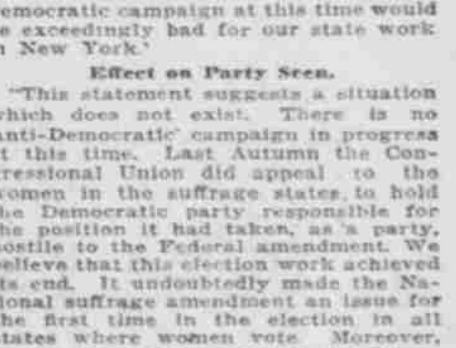 emocratic campaign at this time would
e exceedingly bad for our state work
n New York.'
Effect on Party Seen.
"This statement suggests a situation
which does not exist. There is no
anti-Democratic campaign in progress
t this time. Last Autumn the Con-
ressional Union did appeal to the
women in the suffrage states, to hold
he Democratic party responsible for
he position it had taken, as a party,
ostile to the Federal amendment. We
elieve that this election work achieved
ts end. It undoubtedly made the Na-
ional suffrage amendment an issue for
he first time in the election in all
tates where women vote. Moreover,